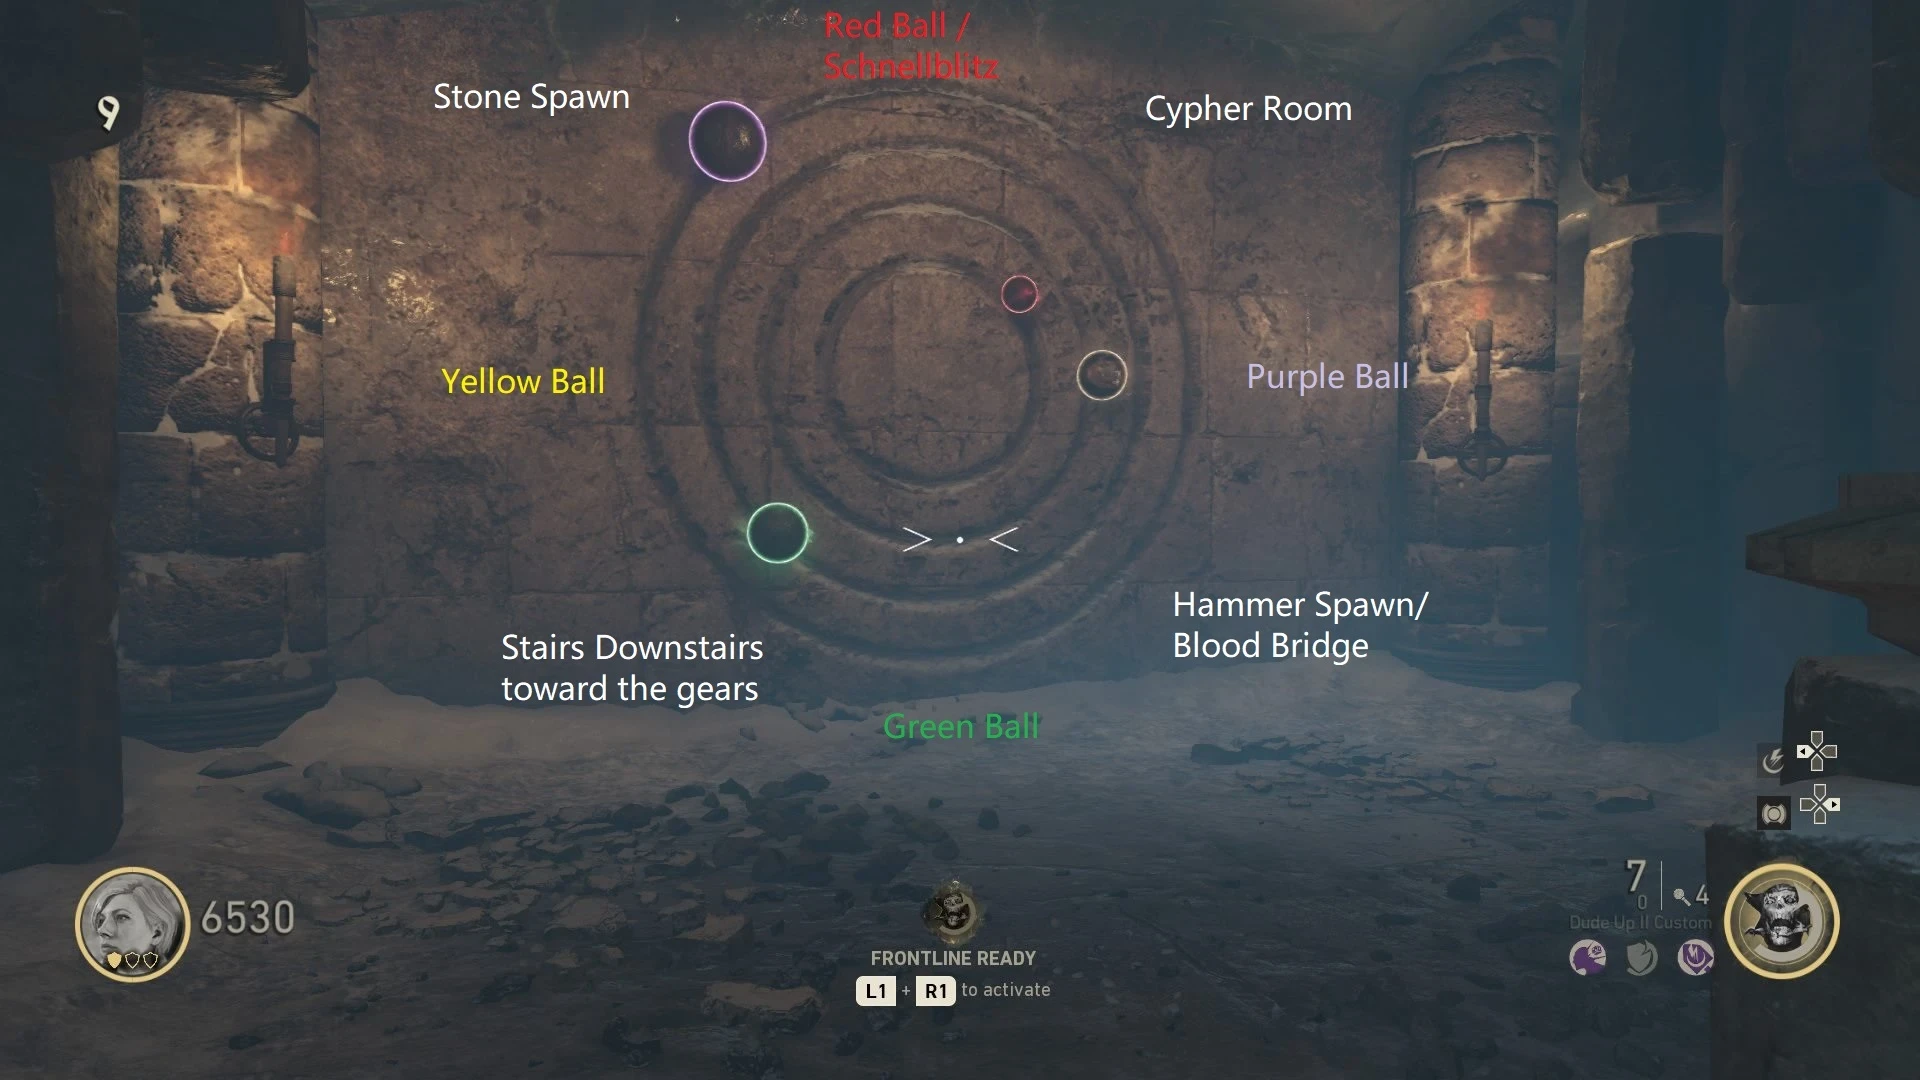 Red Ball /
Schnellblitz
Stone Spawn
Cypher Room
9
Yellow Ball
Purple Ball
Hammer Spawn/
Blood Bridge
Stairs Downstairs
toward the gears
Green Ball
6530
7
0
4
Dude Up II Custom
FRONTLINE READY
L1 + R1 to activate